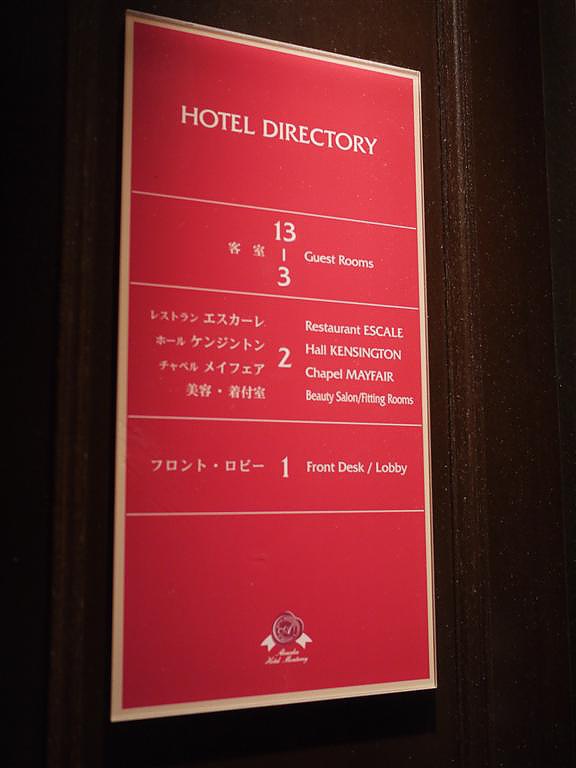 HOTEL DIRECTORY
13
客室 | Guest Rooms
3
レストラン エスカーレ Restaurant ESCALE
ホール ケンジントン Hall KENSINGTON
2
チャペル メイフェア Chapel MAYFAIR
美容・着付室 Beauty Salon/Fitting Rooms
フロント・ロビー 1 Front Desk / Lobby
Hotel Monterey